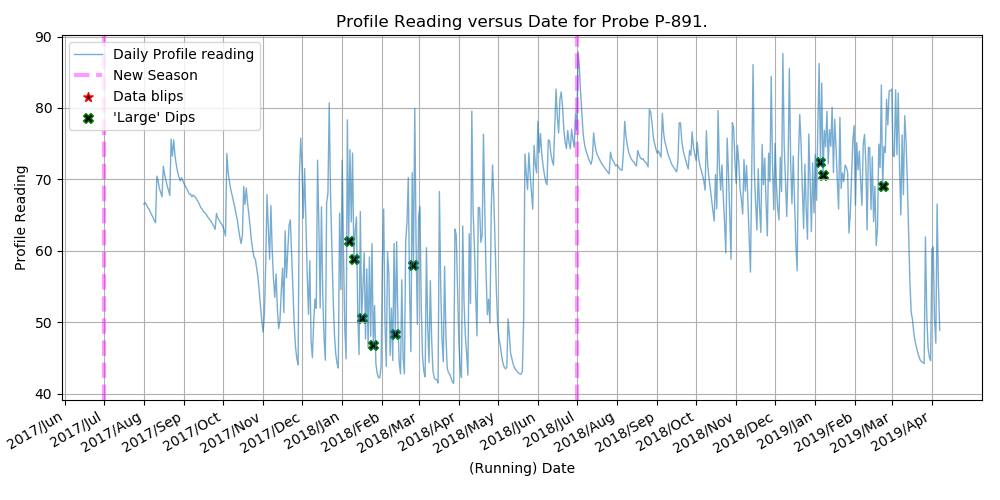 Profile Reading versus Date for Probe P-891.
Daily Profile reading
New Season
Data blips
'Large' Dips
Profile Reading
90
80
70
60
50
40
2017/Jun
2017/Jul
2017/Aug
2017/Sep
2017/Oct
2017/Nov
2017/Dec
2018/Jan
2018/Feb
2018/Mar
2018/Apr
2018/May
2018/Jun
2018/Jul
2018/Aug
2018/Sep
2018/Oct
2018/Nov
2018/Dec
2019/Jan
2019/Feb
2019/Mar
2019/Apr
(Running) Date